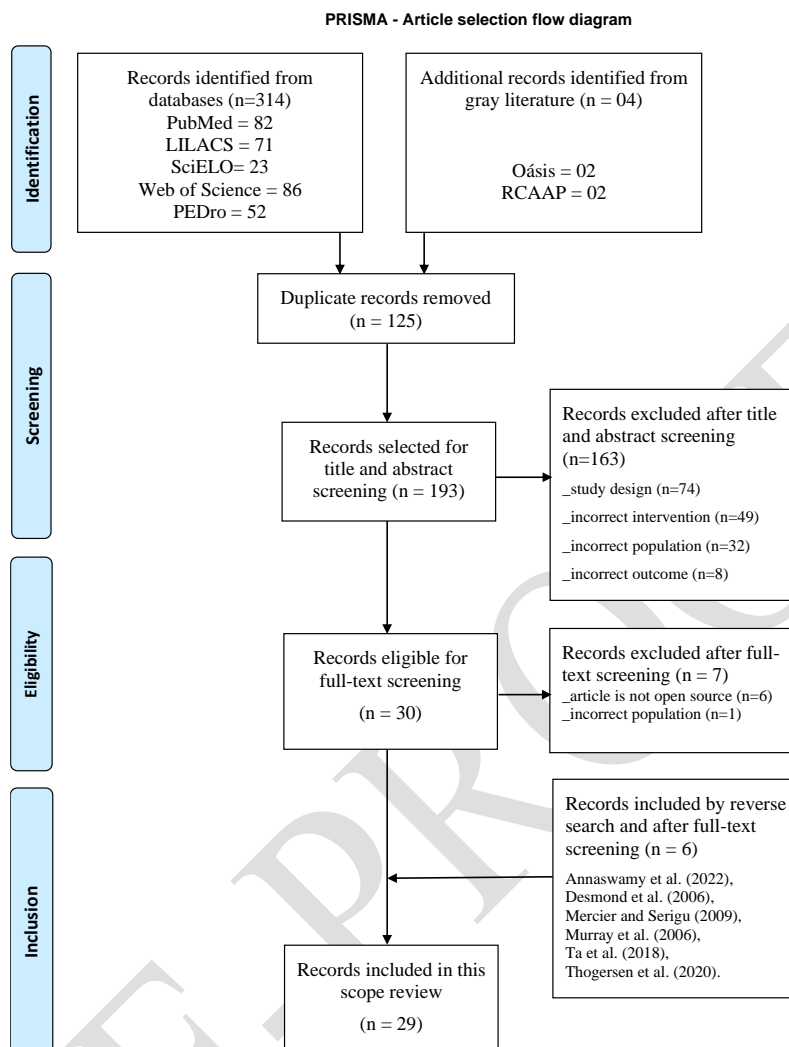 PRISMA - Article selection flow diagram
Identification
Records identified from
databases (n=314)
PubMed = 82
LILACS = 71
SciELO= 23
Web of Science = 86
PEDro = 52
Additional records identified from
gray literature (n = 04)
Oásis = 02
RCAAP = 02
Screening
Duplicate records removed
(n = 125)
Records selected for
title and abstract
screening (n = 193)
Records excluded after title
and abstract screening
(n=163)
_study design (n=74)
_incorrect intervention (n=49)
_incorrect population (n=32)
_incorrect outcome (n=8)
Eligibility
Records eligible for
full-text screening
(n = 30)
Records excluded after full-
text screening (n = 7)
_article is not open source (n=6)
_incorrect population (n=1)
Inclusion
Records included by reverse
search and after full-text
screening (n = 6)
Annaswamy et al. (2022),
Desmond et al. (2006),
Mercier and Serigu (2009),
Murray et al. (2006),
Ta et al. (2018),
Thogersen et al. (2020).
Records included in this
scope review
(n = 29)